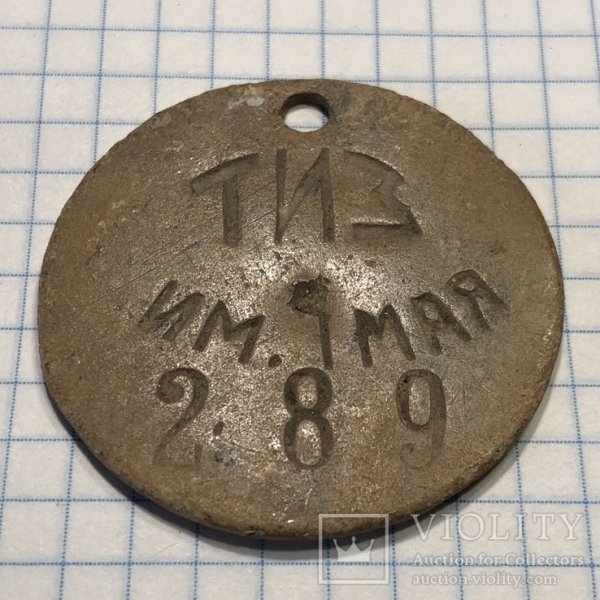 ТИЗ
ИМ. 1 МАЯ
289
VIOLITY
Auction for Collectors
auction.violity.com